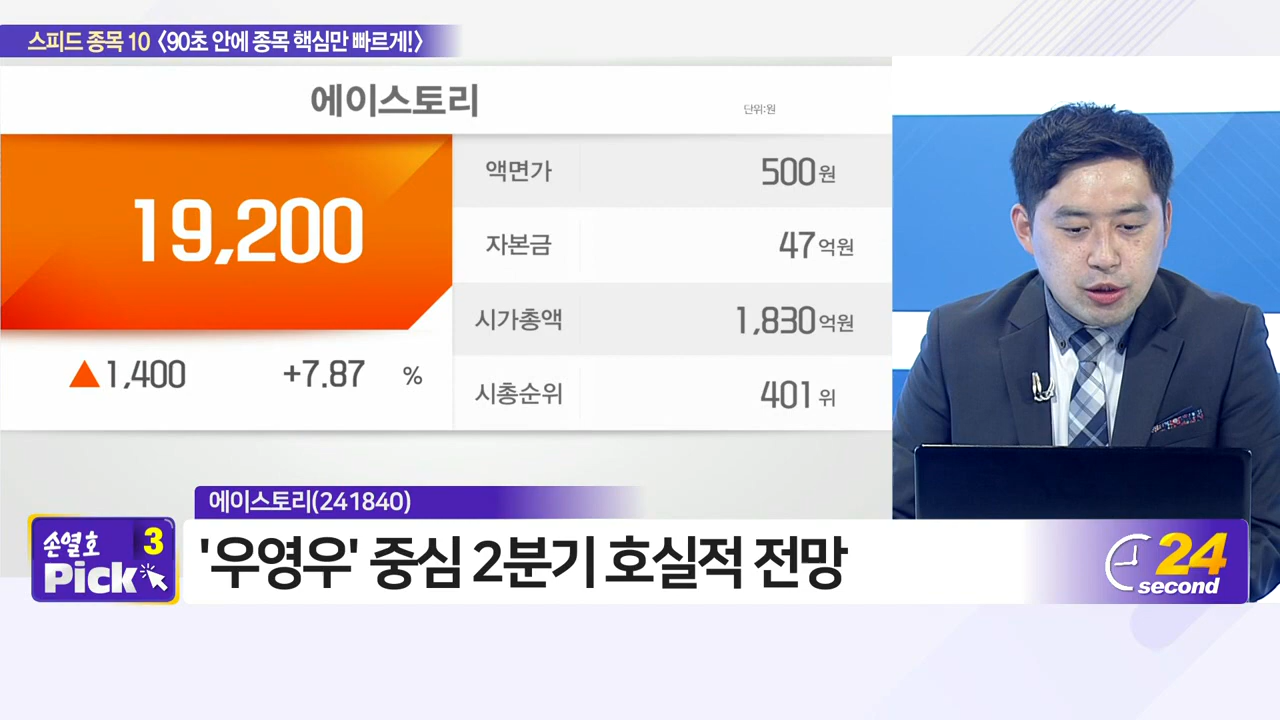 스피드 종목 10 〈90초 안에 종목 핵심만 빠르게!〉
에이스토리
단위:원
19,200
▲1,400 +7.87 %
액면가 500원
자본금 47억원
시가총액 1,830억원
시총순위 401위
에이스토리(241840)
손열호 3
Pick
'우영우' 중심 2분기 호실적 전망
24
second